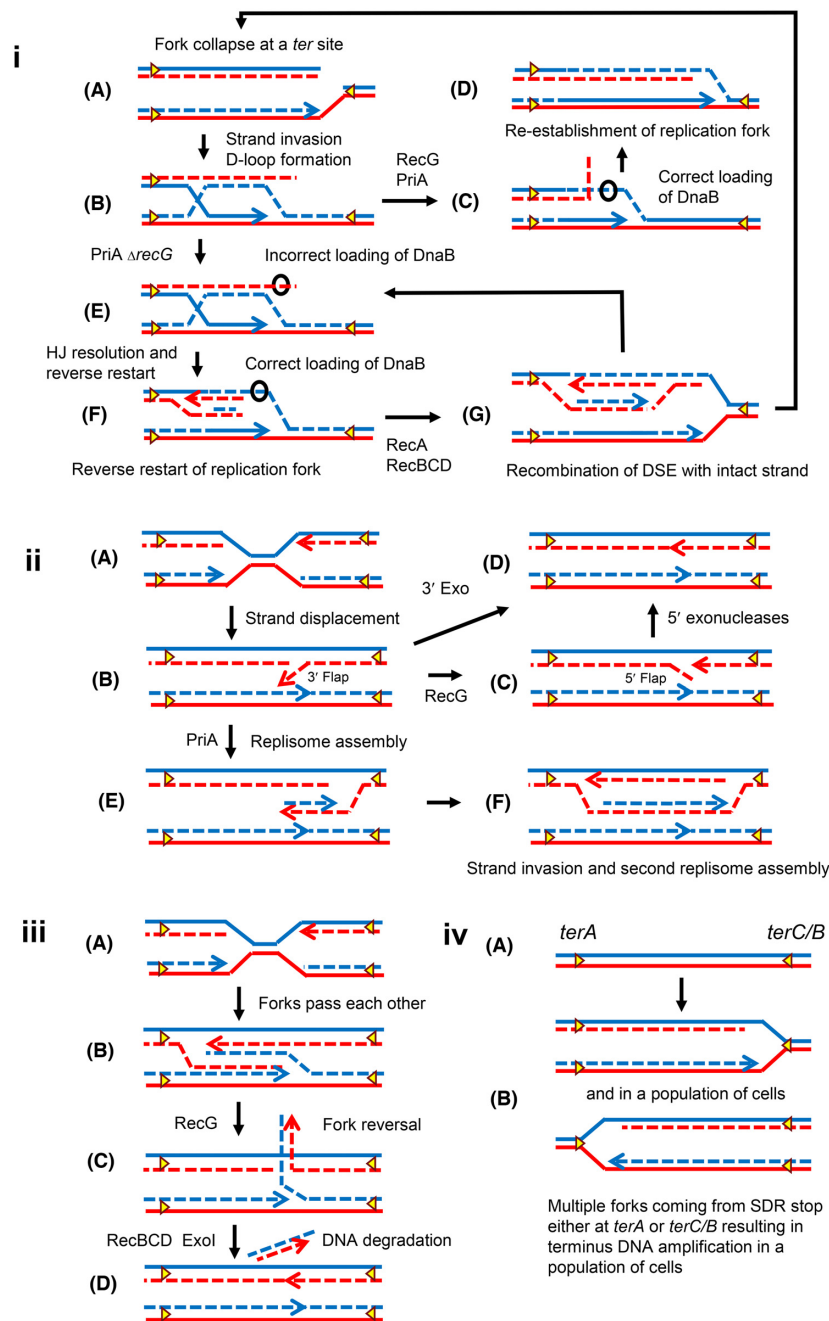 i
Fork collapse at a ter site
(A)
(D)
Strand invasion
D-loop formation
Re-establishment of replication fork
RecG
PriA
(B)
(C)
Correct loading
of DnaB
PriA ΔrecG
Incorrect loading of DnaB
(E)
HJ resolution and
reverse restart
Correct loading of DnaB
(F)
(G)
RecA
RecBCD
Reverse restart of replication fork
Recombination of DSE with intact strand
ii
(A)
(D)
3′ Exo
Strand displacement
5′ exonucleases
(B)
3′ Flap
RecG
(C)
5′ Flap
PriA
Replisome assembly
(E)
(F)
Strand invasion and second replisome assembly
iii
(A)
Forks pass each other
(B)
RecG
Fork reversal
(C)
RecBCD ExoI
DNA degradation
(D)
iv
terA
terC/B
(A)
and in a population of cells
(B)
Multiple forks coming from SDR stop
either at terA or terC/B resulting in
terminus DNA amplification in a
population of cells